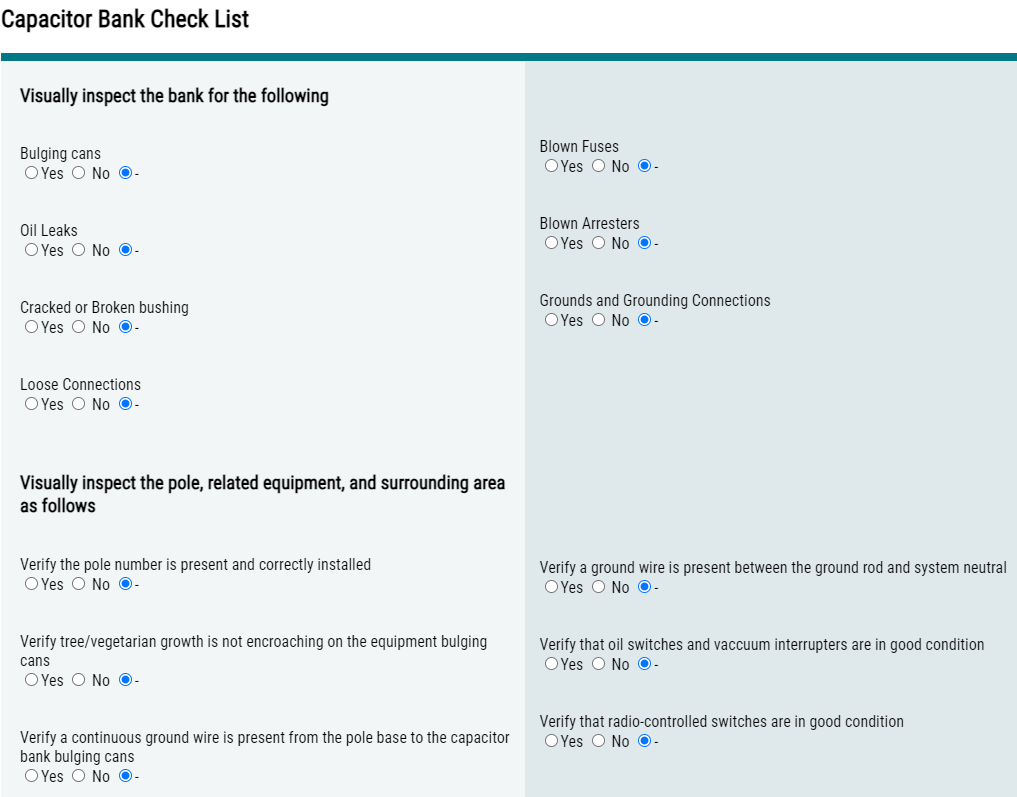 Capacitor Bank Check List
Visually inspect the bank for the following
Bulging cans
Yes No -
Oil Leaks
Yes No -
Cracked or Broken bushing
Yes No -
Loose Connections
Yes No -
Blown Fuses
Yes No -
Blown Arresters
Yes No -
Grounds and Grounding Connections
Yes No -
Visually inspect the pole, related equipment, and surrounding area
as follows
Verify the pole number is present and correctly installed
Yes No -
Verify tree/vegetarian growth is not encroaching on the equipment bulging
cans
Yes No -
Verify a continuous ground wire is present from the pole base to the capacitor
bank bulging cans
Yes No -
Verify a ground wire is present between the ground rod and system neutral
Yes No -
Verify that oil switches and vaccuum interrupters are in good condition
Yes No -
Verify that radio-controlled switches are in good condition
Yes No -